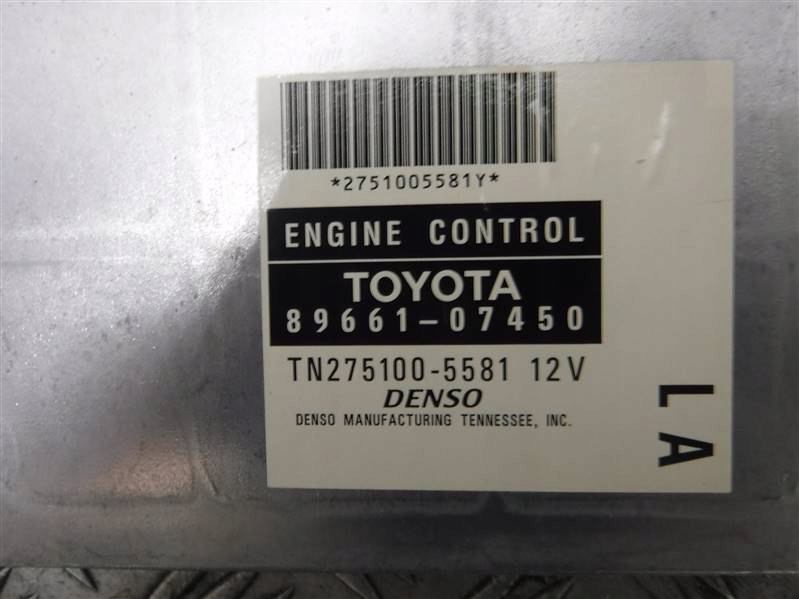 *2751005581Y*
ENGINE CONTROL
TOYOTA
89661-07450
TN275100-5581 12V
DENSO
DENSO MANUFACTURING TENNESSEE, INC.
LA